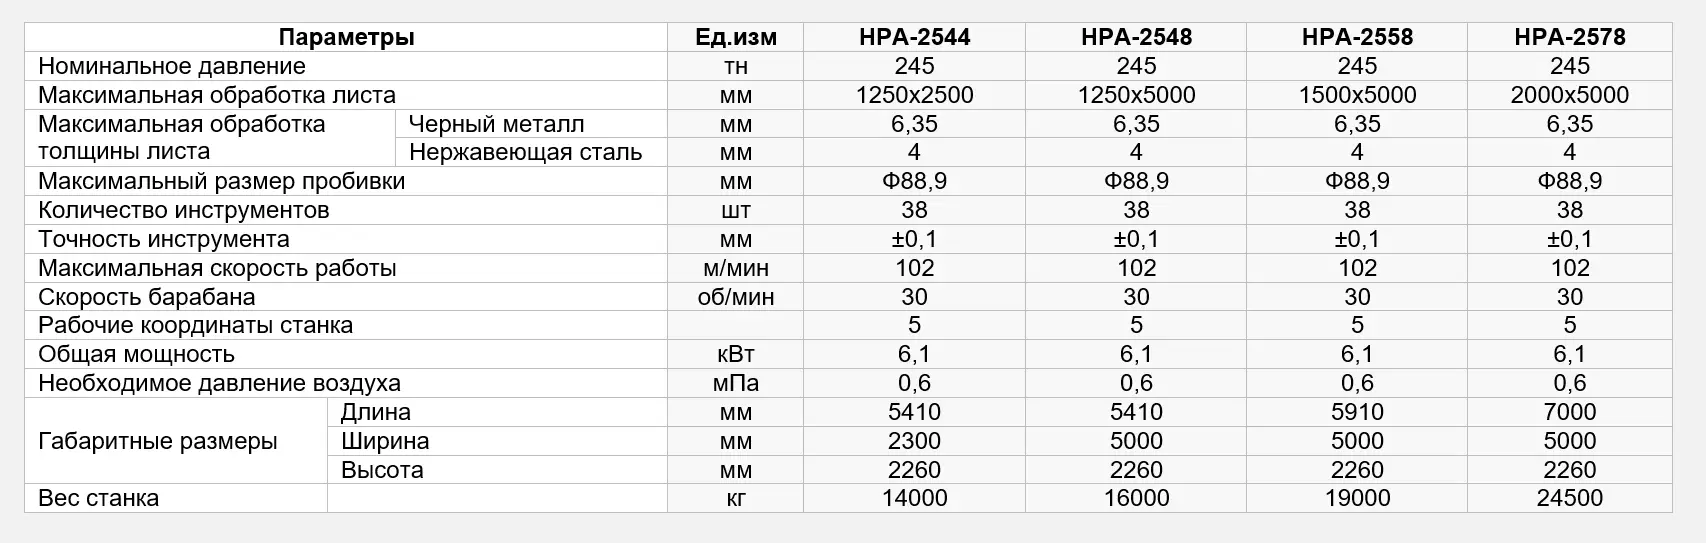 Параметры Ед.изм HPA-2544 HPA-2548 HPA-2558 HPA-2578
Номинальное давление тн 245 245 245 245
Максимальная обработка листа мм 1250x2500 1250x5000 1500x5000 2000x5000
Максимальная обработка толщины листа Черный металл мм 6,35 6,35 6,35 6,35
Нержавеющая сталь мм 4 4 4 4
Максимальный размер пробивки мм Ф88,9 Ф88,9 Ф88,9 Ф88,9
Количество инструментов шт 38 38 38 38
Точность инструмента мм ±0,1 ±0,1 ±0,1 ±0,1
Максимальная скорость работы м/мин 102 102 102 102
Скорость барабана об/мин 30 30 30 30
Рабочие координаты станка 5 5 5 5
Общая мощность кВт 6,1 6,1 6,1 6,1
Необходимое давление воздуха мПа 0,6 0,6 0,6 0,6
Габаритные размеры Длина мм 5410 5410 5910 7000
Ширина мм 2300 5000 5000 5000
Высота мм 2260 2260 2260 2260
Вес станка кг 14000 16000 19000 24500